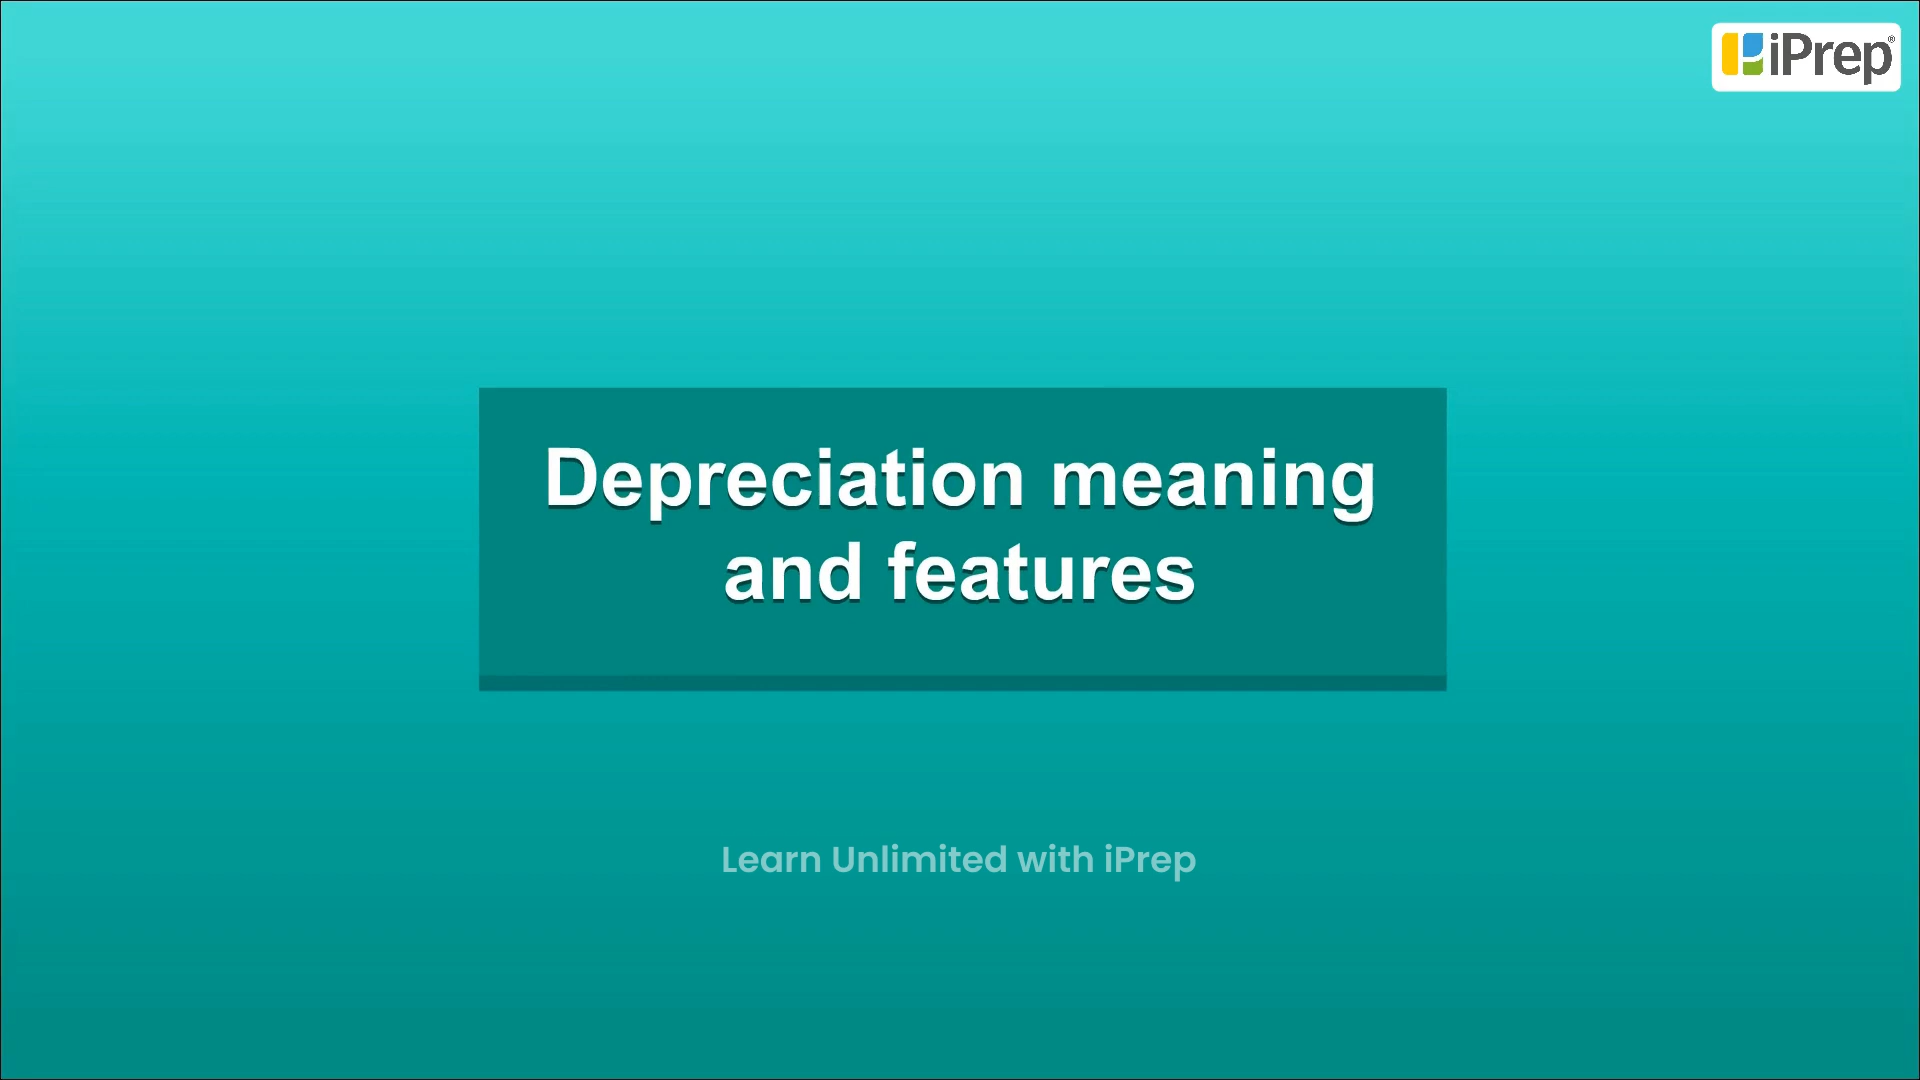 iPrep®
Depreciation meaning
and features
Learn Unlimited with iPrep